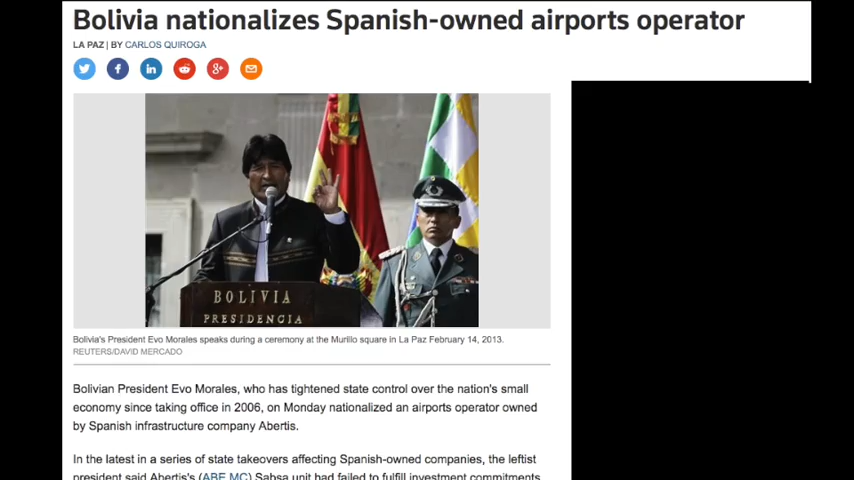 Bolivia nationalizes Spanish-owned airports operator
LA PAZ | BY CARLOS QUIROGA
BOLIVIA
PRESIDENCIA
Bolivia's President Evo Morales speaks during a ceremony at the Murillo square in La Paz February 14, 2013.
REUTERS/DAVID MERCADO
Bolivian President Evo Morales, who has tightened state control over the nation's small
economy since taking office in 2006, on Monday nationalized an airports operator owned
by Spanish infrastructure company Abertis.
In the latest in a series of state takeovers affecting Spanish-owned companies, the leftist
president said Abertis's (ABE.MC) Sabsa unit had failed to fulfill investment commitments